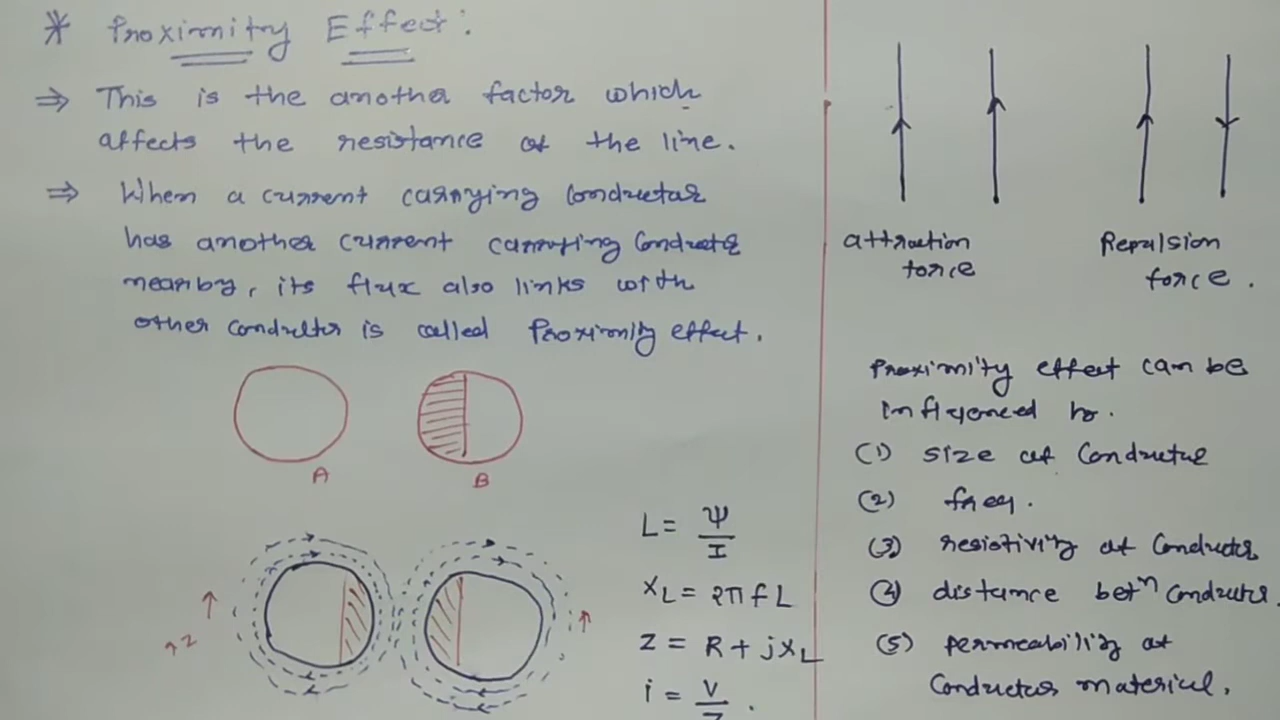 * Proximity Effect:
⇒ This is the another factor which
affects the resistance of the line.
⇒ When a current carrying conductor
has another current carrying conductor
nearby, its flux also links with
other conductor is called Proximity effect.
A
B
↑Z
L = Ψ/I
XL = 2πfL
Z = R + jXL
i = V/Z.
attraction
force
Repulsion
force.
Proximity effect can be
influenced by.
(1) size of Conductor
(2) freq.
(3) resistivity of Conductor
(4) distance betⁿ Conductor.
(5) permeability of
Conductor material.